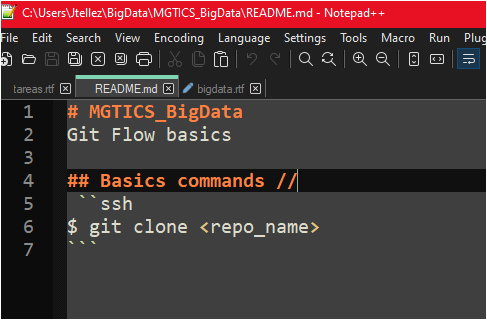 C:\Users\Jtellez\BigData\MGTICS_BigData\README.md - Notepad++
File Edit Search View Encoding Language Settings Tools Macro Run Plug
tareas.rtf README.md bigdata.rtf
1 # MGTICS_BigData
2 Git Flow basics
3
4 ## Basics commands //
5 ``ssh
6 $ git clone <repo_name>
7 ```